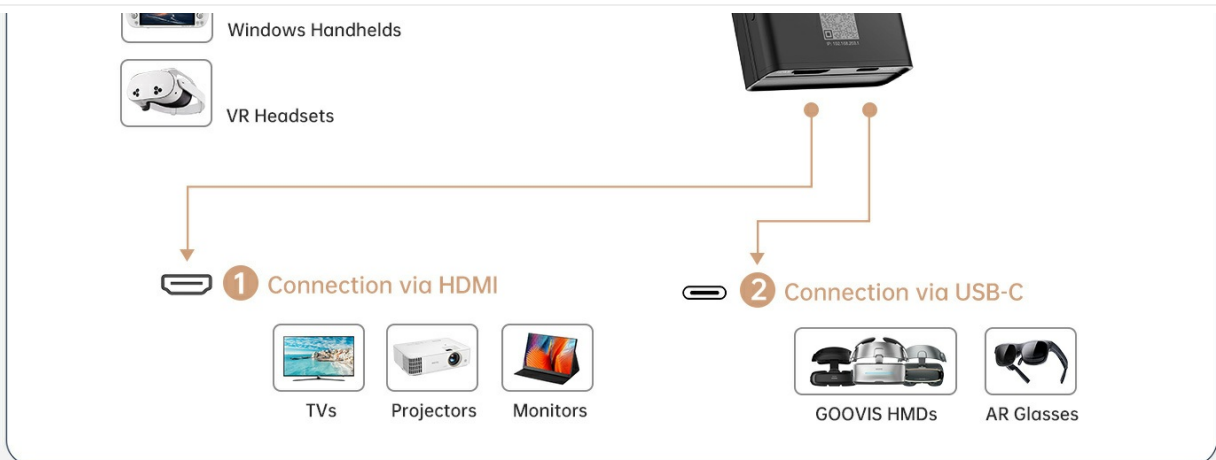 Windows Handhelds
VR Headsets
1 Connection via HDMI
2 Connection via USB-C
TVs
Projectors
Monitors
GOOVIS HMDs
AR Glasses